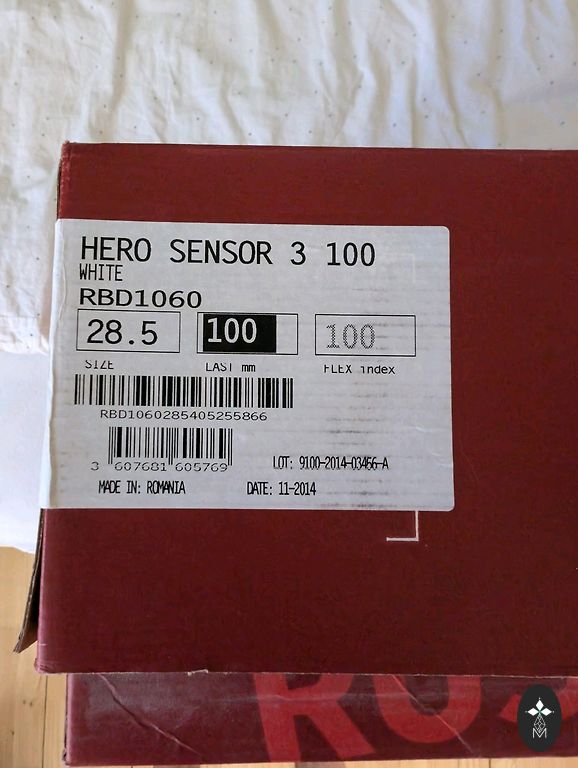 HERO SENSOR 3 100
WHITE
RBD1060
28.5 100 100
SIZE LAST mm FLEX index
RBD1060285405255866
3 607681 605769
LOT: 9100-2014-03456-A
MADE IN: ROMANIA DATE: 11-2014
M